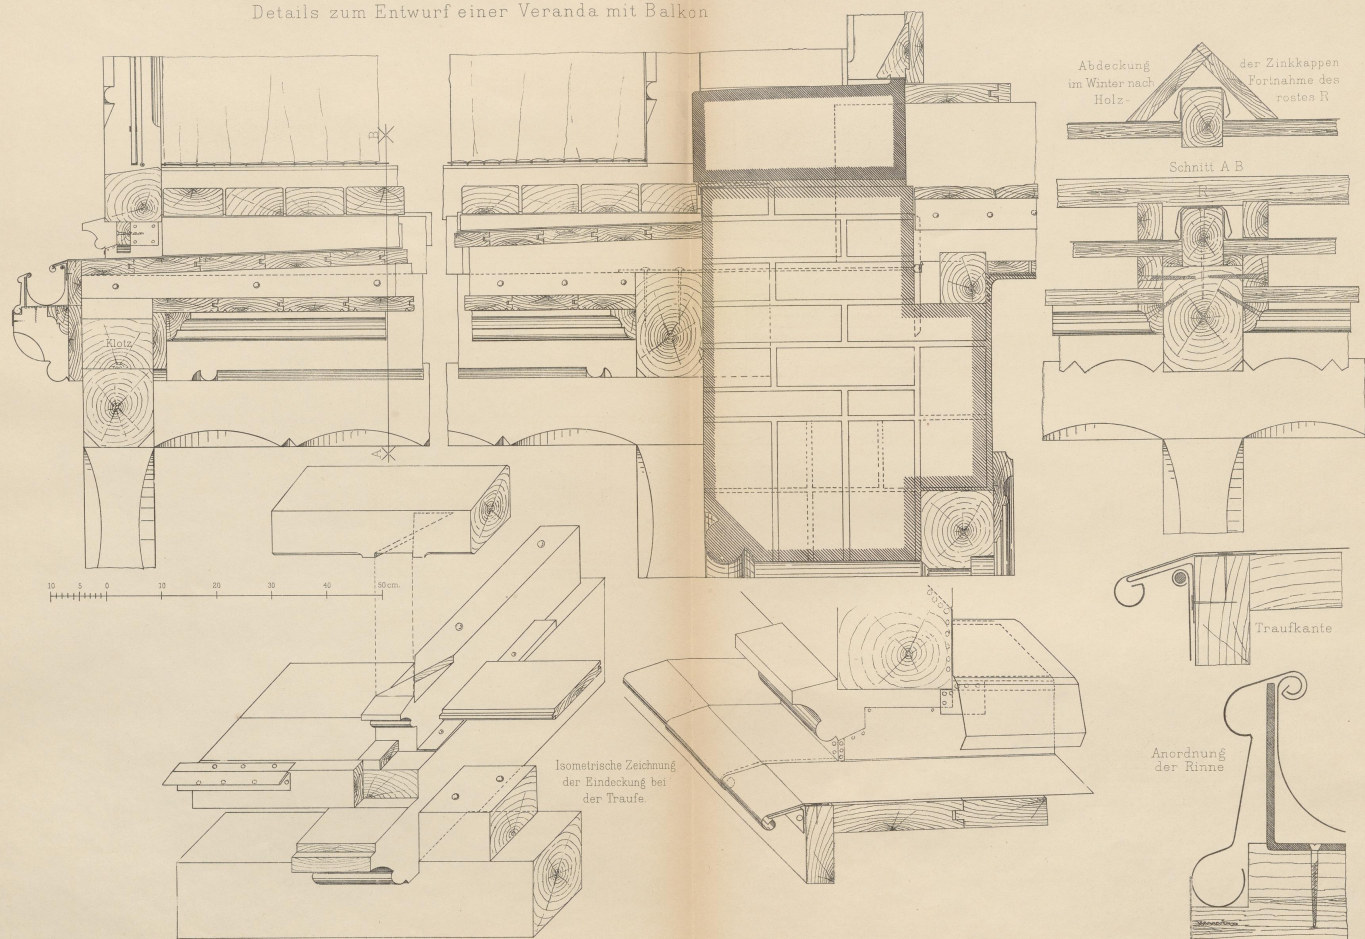 Details zum Entwurf einer Veranda mit Balkon
Abdeckung der Zinkkappen
im Winter nach Fortnahme des
Holz- rostes R
Schnitt A B
R
B
Klotz
A
10 5 0 10 20 30 40 50 cm.
Traufkante
Isometrische Zeichnung
der Eindeckung bei
der Traufe.
Anordnung
der Rinne